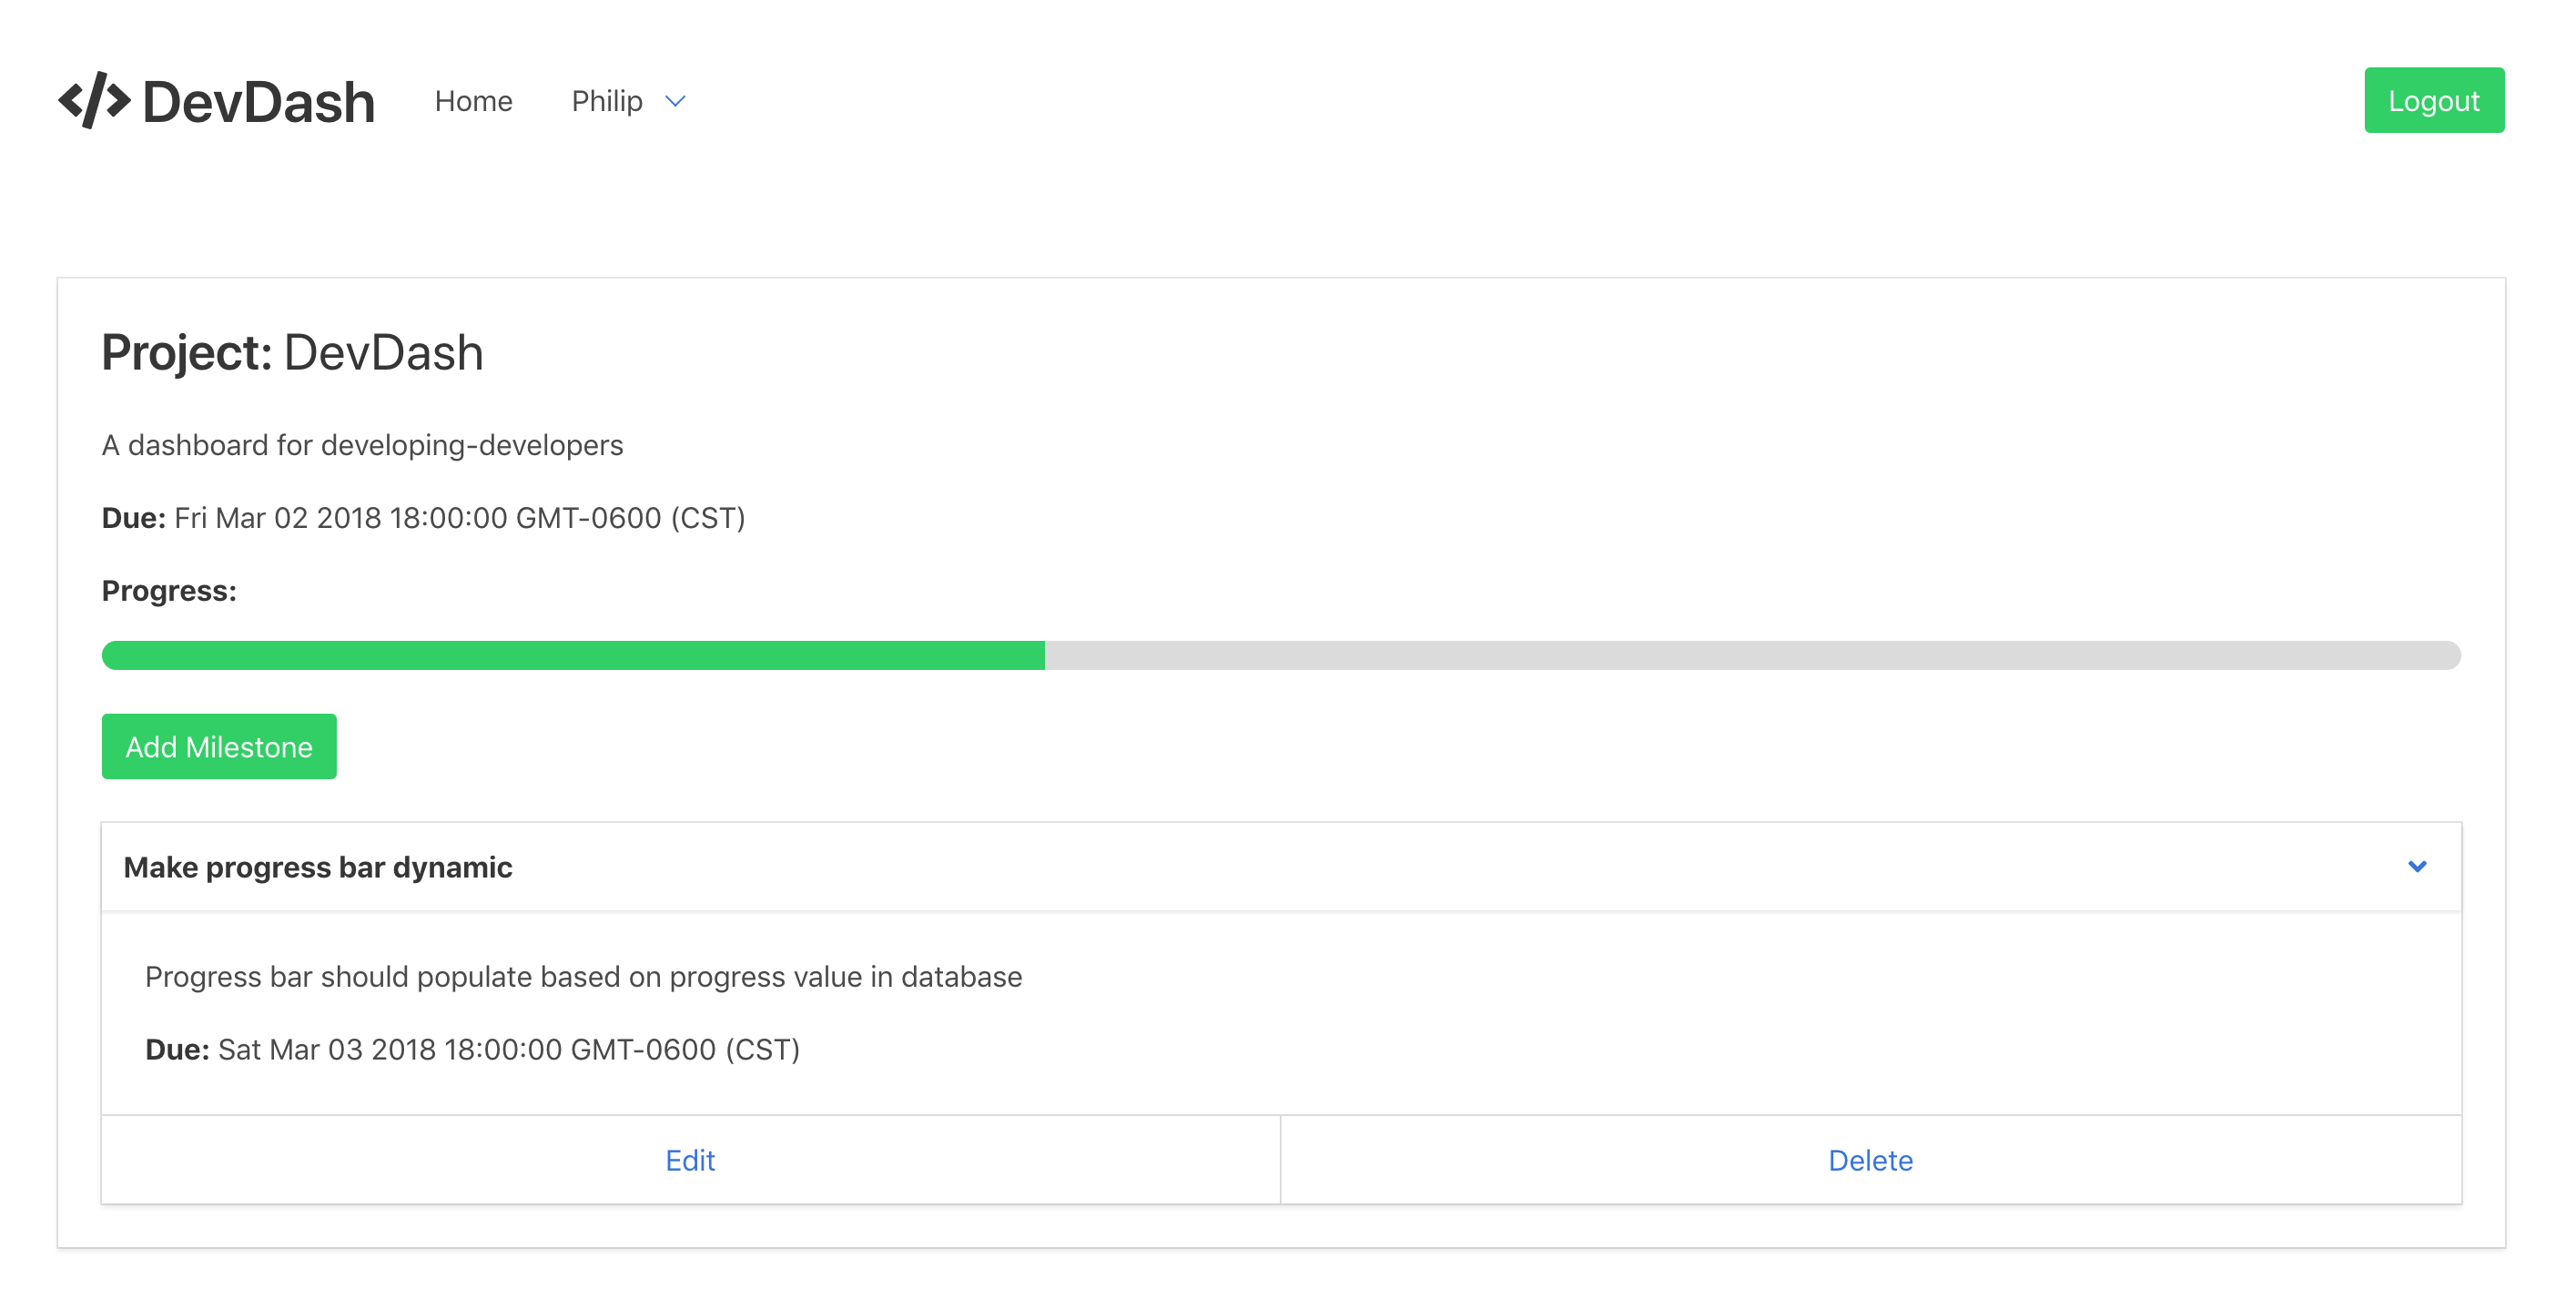 </> DevDash Home Philip Logout
Project: DevDash
A dashboard for developing-developers
Due: Fri Mar 02 2018 18:00:00 GMT-0600 (CST)
Progress:
Add Milestone
Make progress bar dynamic
Progress bar should populate based on progress value in database
Due: Sat Mar 03 2018 18:00:00 GMT-0600 (CST)
Edit Delete